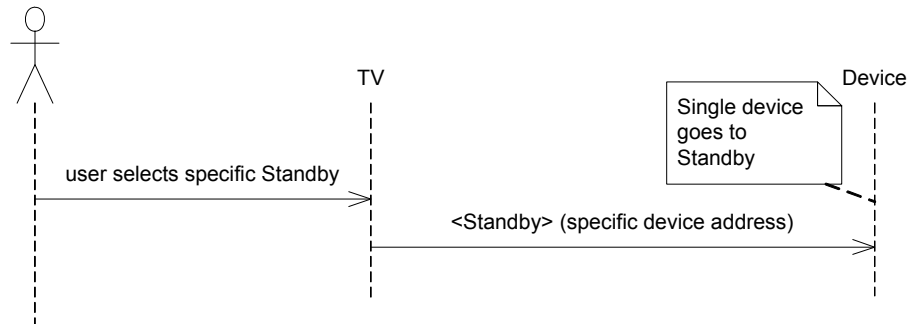 TV
Device
Single device
goes to
Standby
user selects specific Standby
<Standby> (specific device address)